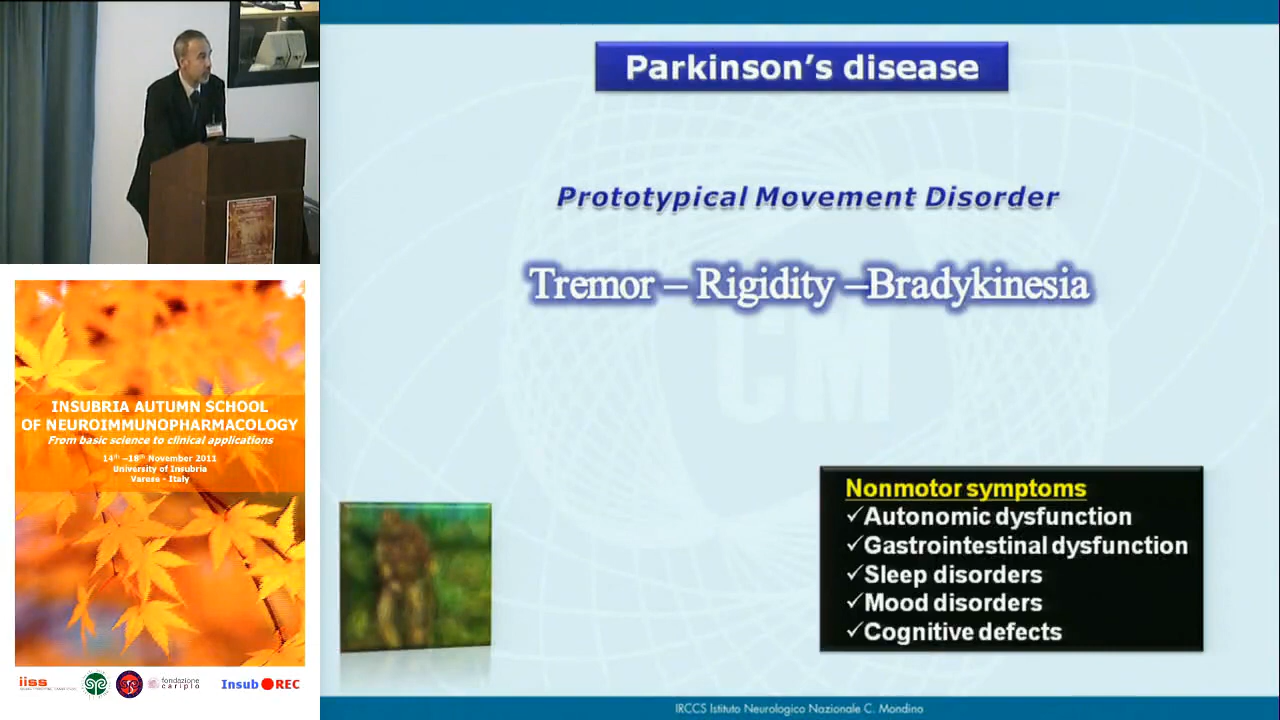 Parkinson's disease
Prototypical Movement Disorder
Tremor – Rigidity –Bradykinesia
Nonmotor symptoms
✓Autonomic dysfunction
✓Gastrointestinal dysfunction
✓Sleep disorders
✓Mood disorders
✓Cognitive defects
CM
IRCCS Istituto Neurologico Nazionale C. Mondino
INSUBRIA AUTUMN SCHOOL
OF NEUROIMMUNOPHARMACOLOGY
From basic science to clinical applications
14th –18th November 2011
University of Insubria
Varese - Italy
iiss
fondazione
cariplo
Insub REC